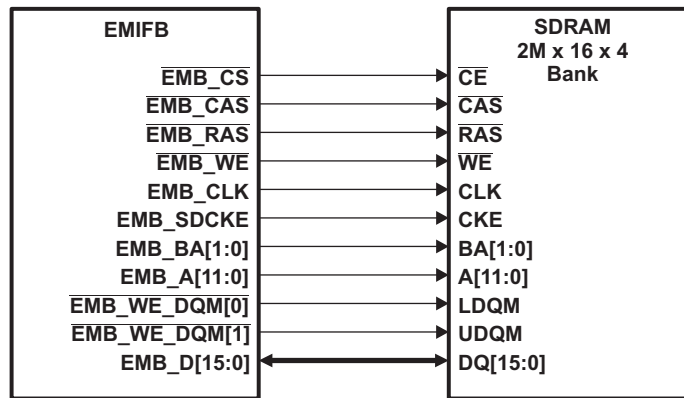 EMIFB
EMB_CS
EMB_CAS
EMB_RAS
EMB_WE
EMB_CLK
EMB_SDCKE
EMB_BA[1:0]
EMB_A[11:0]
EMB_WE_DQM[0]
EMB_WE_DQM[1]
EMB_D[15:0]
SDRAM
2M x 16 x 4
Bank
CE
CAS
RAS
WE
CLK
CKE
BA[1:0]
A[11:0]
LDQM
UDQM
DQ[15:0]